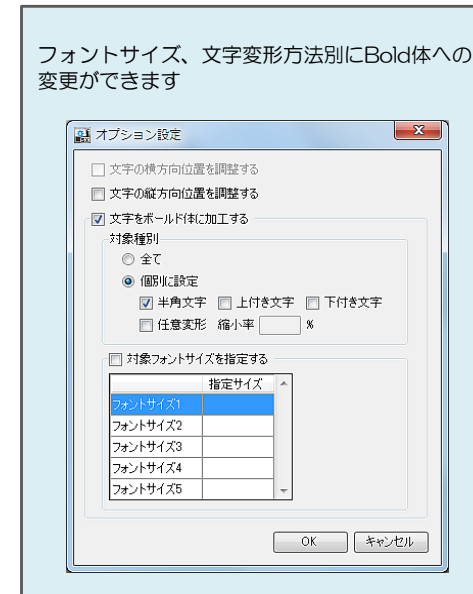 フォントサイズ、文字変形方法別にBold体への
変更ができます
オプション設定
文字の横方向位置を調整する
文字の縦方向位置を調整する
文字をボールド体に加工する
対象種別
全て
個別に設定
半角文字 上付き文字 下付き文字
任意変形 縮小率 %
対象フォントサイズを指定する
指定サイズ
フォントサイズ1
フォントサイズ2
フォントサイズ3
フォントサイズ4
フォントサイズ5
OK キャンセル